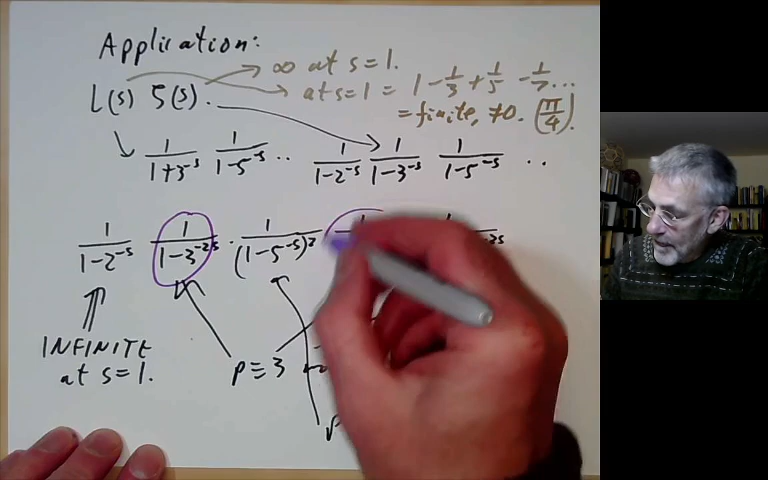 Application:
L(s) ζ(s). ∞ at s=1.
at s=1 = 1 - 1/3 + 1/5 - 1/7 ...
= finite, ≠0. (π/4).
1/(1+3^-s) 1/(1-5^-s) .. 1/(1-2^-s) 1/(1-3^-s) 1/(1-5^-s) ..
1/(1-2^-s) 1/(1-3^-2s) · 1/(1-5^-s)^2
INFINITE
at s=1.
p≡3